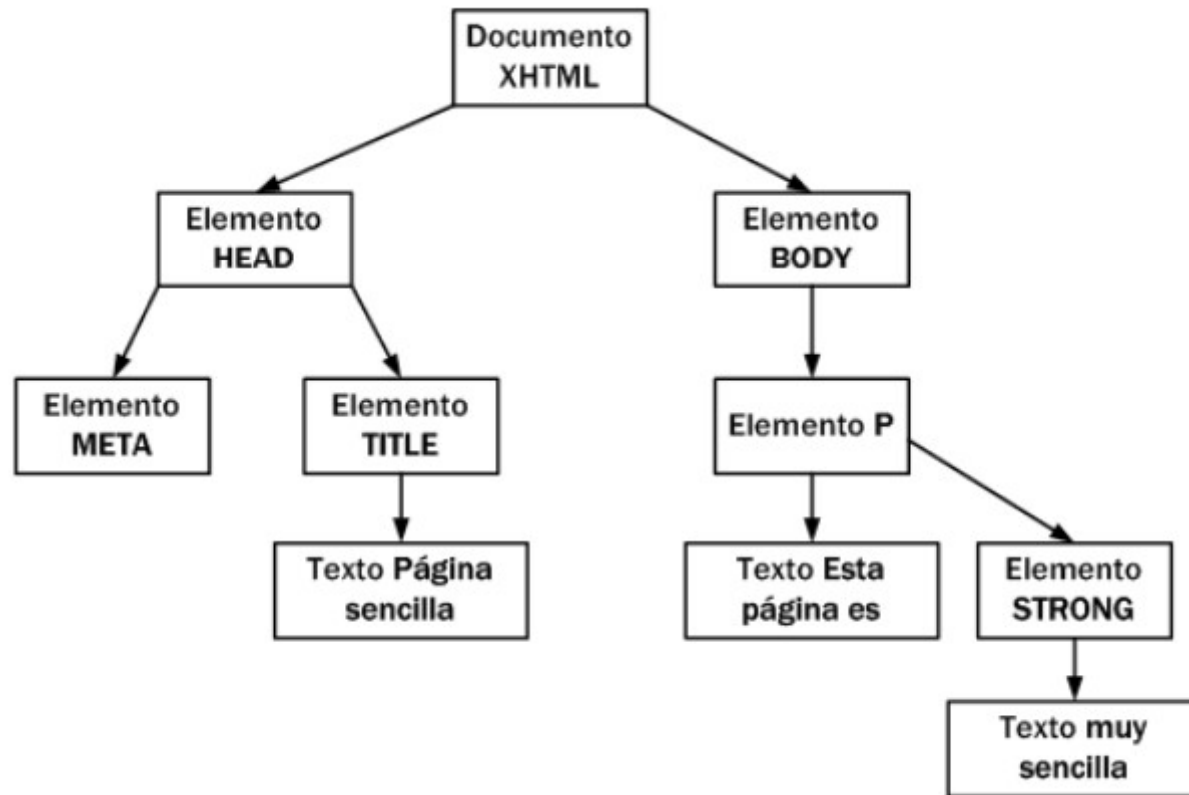 Documento
XHTML
Elemento
HEAD
Elemento
BODY
Elemento
META
Elemento
TITLE
Elemento P
Texto Página
sencilla
Texto Esta
página es
Elemento
STRONG
Texto muy
sencilla